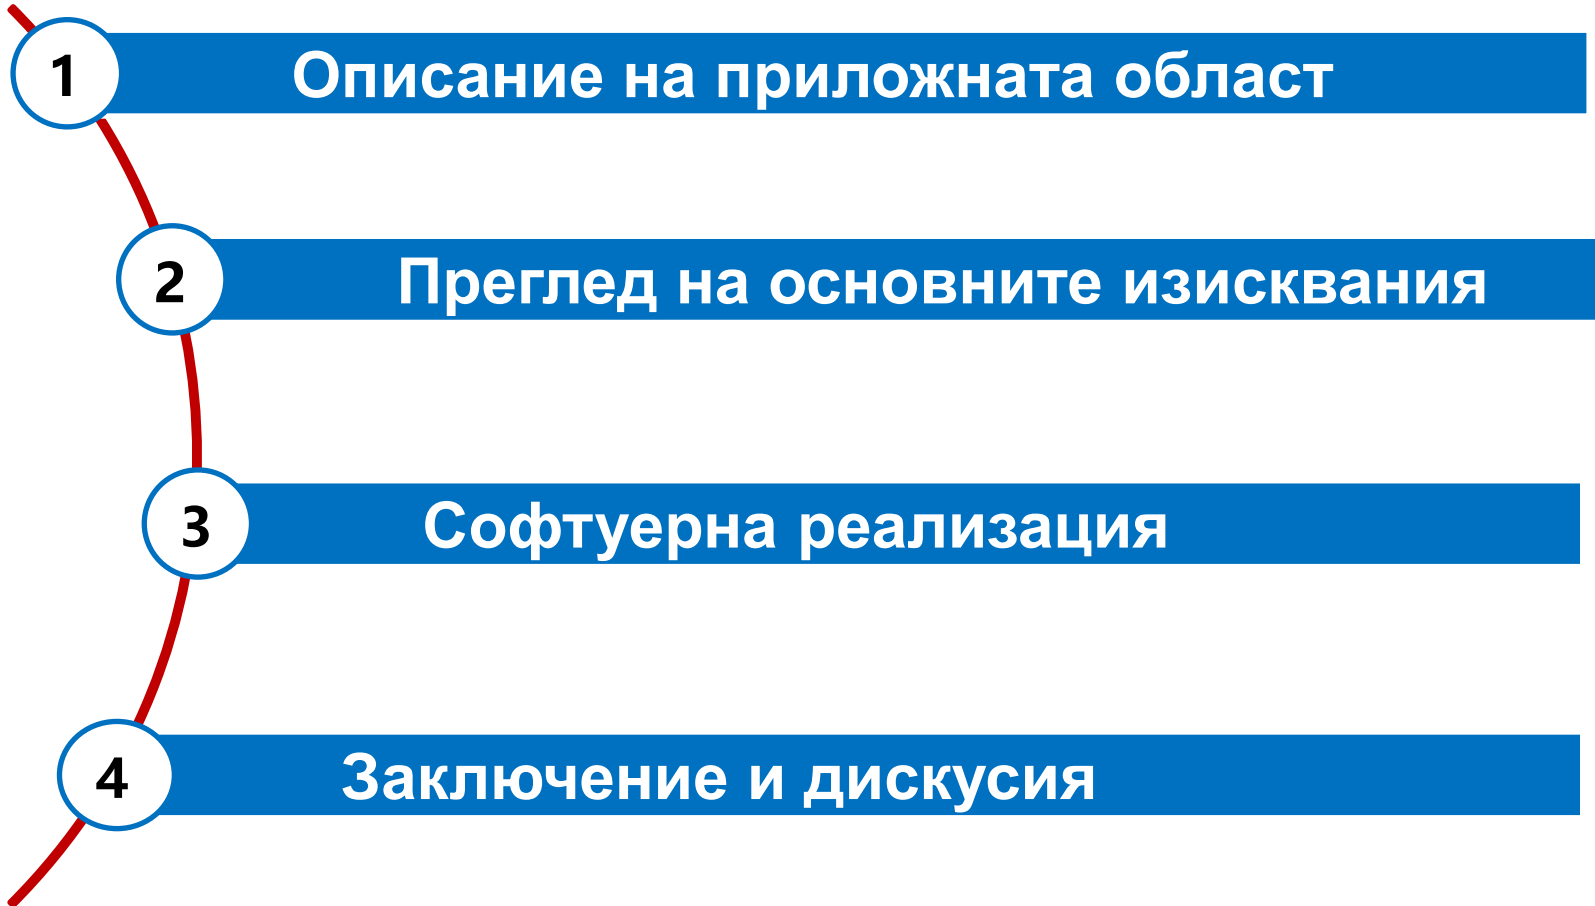 1 Описание на приложната област
2 Преглед на основните изисквания
3 Софтуерна реализация
4 Заключение и дискусия